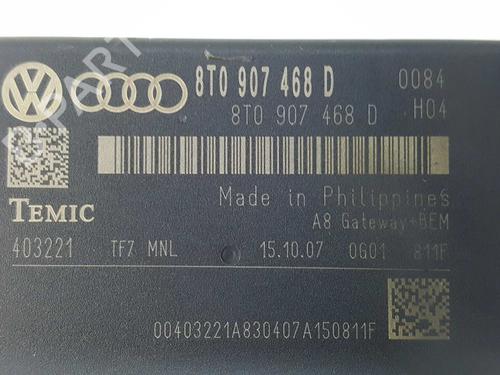 8T0 907 468 D 0084
8T0 907 468 D H04
Made in Philippines
TEMIC A8 Gateway+BEM
403221 TF7 MNL 15.10.07 0G01 811F
00403221A830407A150811F